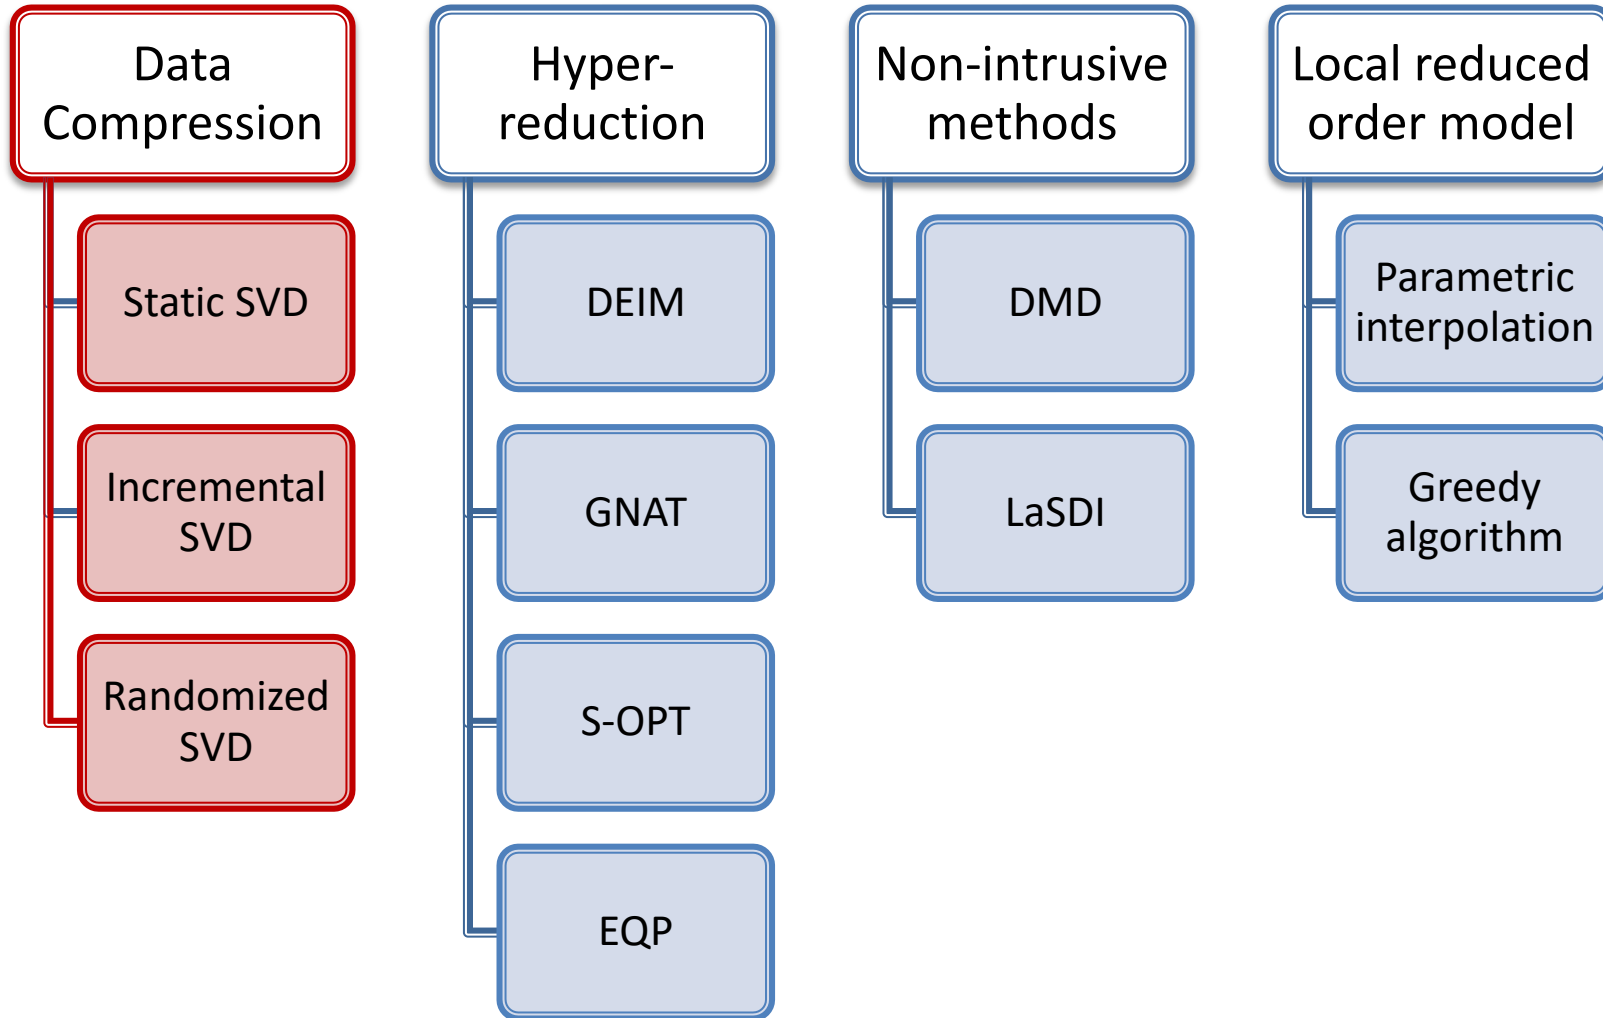 Data
Compression
Static SVD
Incremental
SVD
Randomized
SVD
Hyper-
reduction
DEIM
GNAT
S-OPT
EQP
Non-intrusive
methods
DMD
LaSDI
Local reduced
order model
Parametric
interpolation
Greedy
algorithm